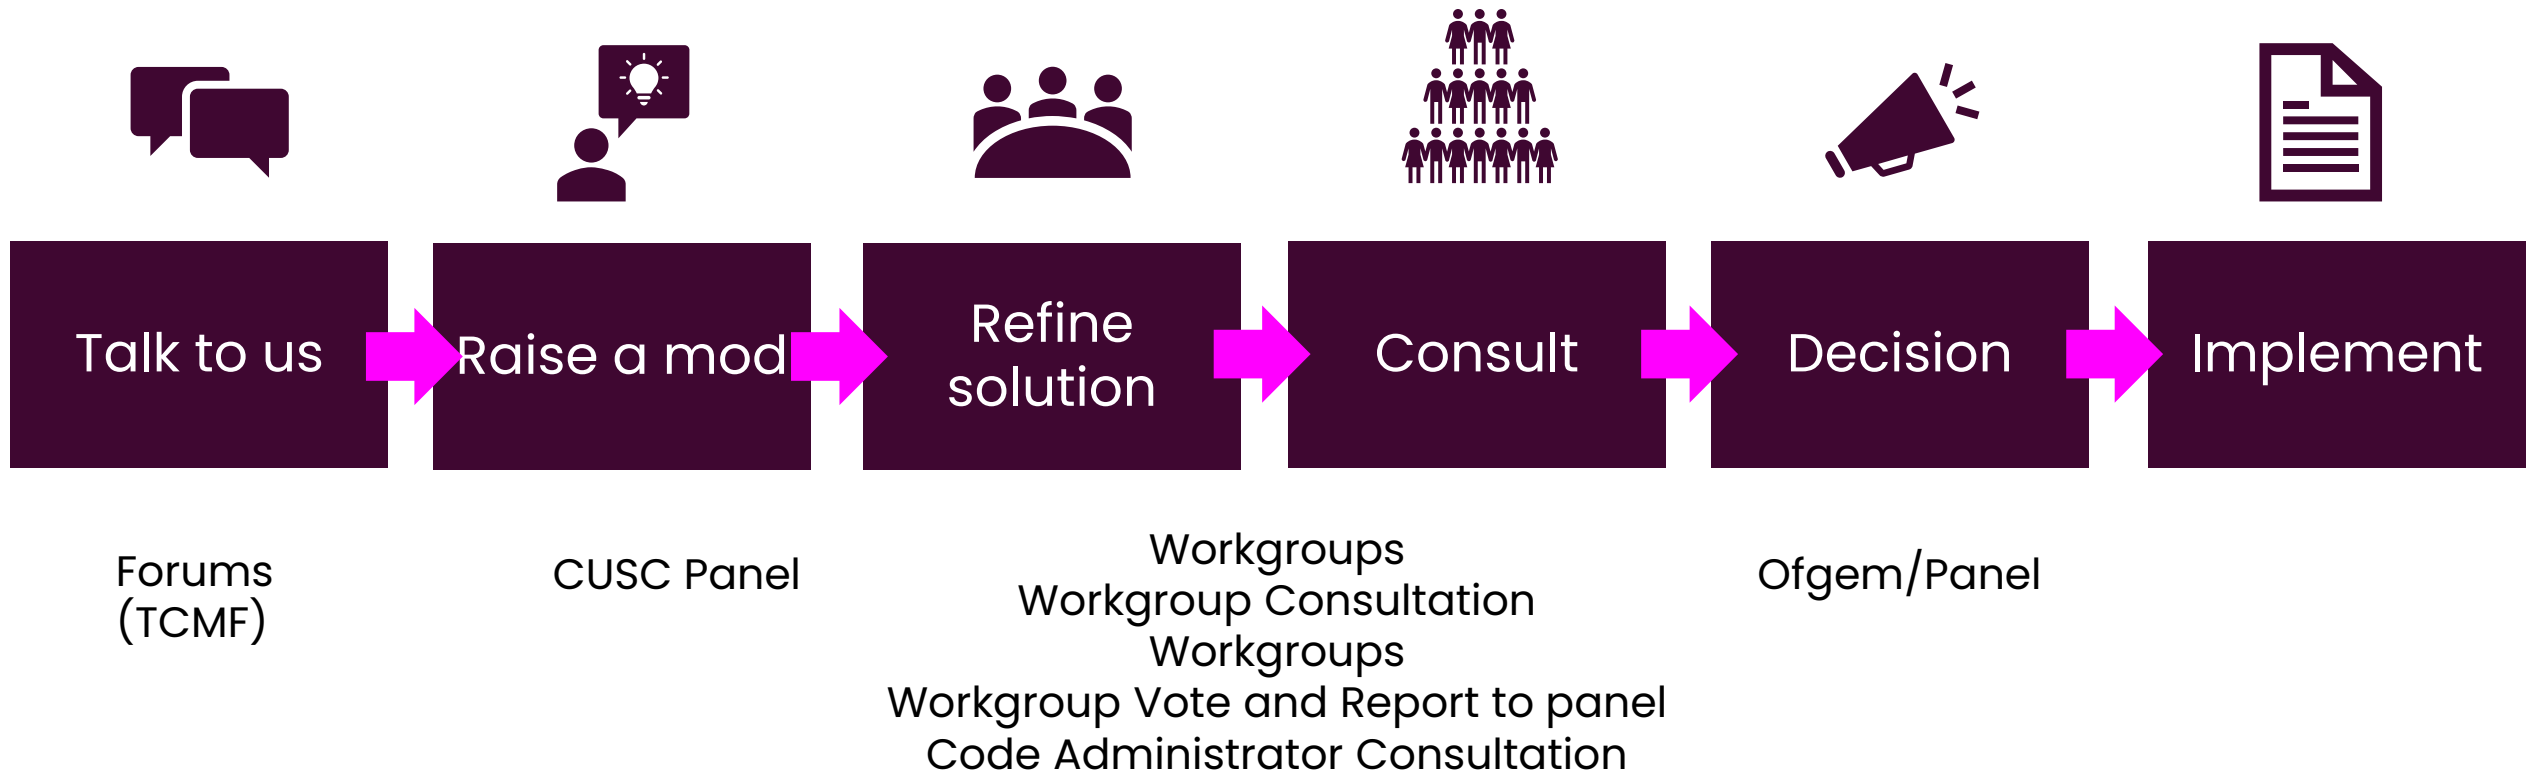 Talk to us
Raise a mod
Refine
solution
Consult
Decision
Implement
Forums
(TCMF)
CUSC Panel
Workgroups
Workgroup Consultation
Workgroups
Workgroup Vote and Report to panel
Code Administrator Consultation
Ofgem/Panel